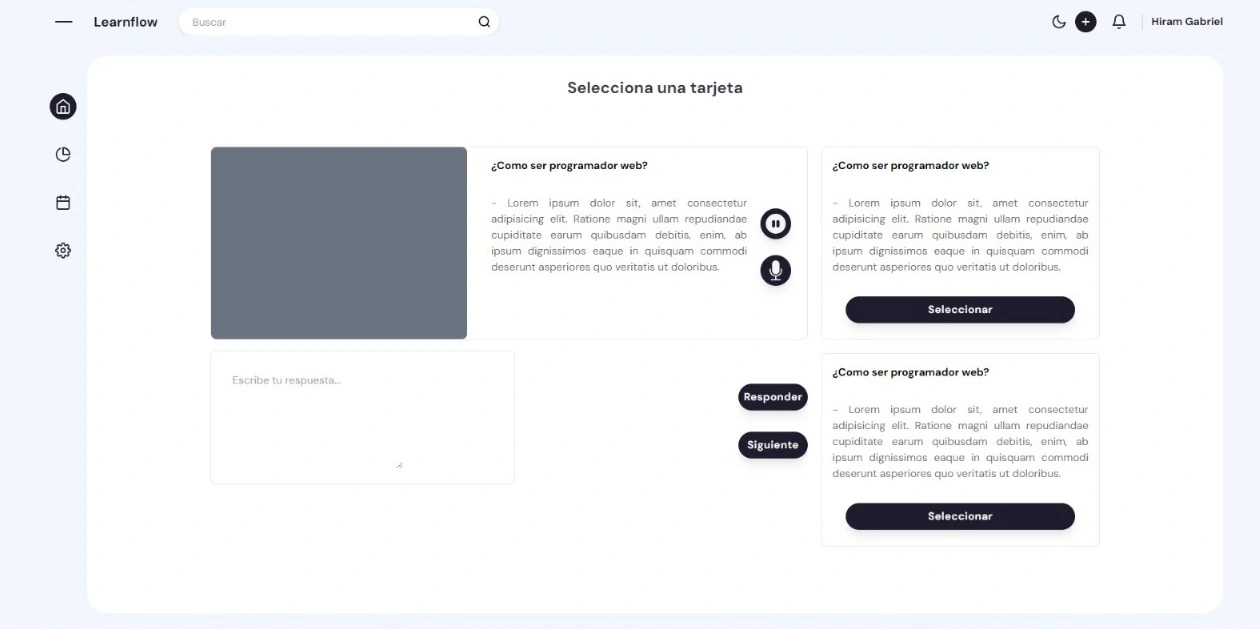 Learnflow
Buscar
Hiram Gabriel
Selecciona una tarjeta
¿Como ser programador web?
- Lorem ipsum dolor sit, amet consectetur
adipisicing elit. Ratione magni ullam repudiandae
cupiditate earum quibusdam debitis, enim, ab
ipsum dignissimos eaque in quisquam commodi
deserunt asperiores quo veritatis ut doloribus.
Escribe tu respuesta...
Responder
Siguiente
¿Como ser programador web?
- Lorem ipsum dolor sit, amet consectetur
adipisicing elit. Ratione magni ullam repudiandae
cupiditate earum quibusdam debitis, enim, ab
ipsum dignissimos eaque in quisquam commodi
deserunt asperiores quo veritatis ut doloribus.
Seleccionar
¿Como ser programador web?
- Lorem ipsum dolor sit, amet consectetur
adipisicing elit. Ratione magni ullam repudiandae
cupiditate earum quibusdam debitis, enim, ab
ipsum dignissimos eaque in quisquam commodi
deserunt asperiores quo veritatis ut doloribus.
Seleccionar